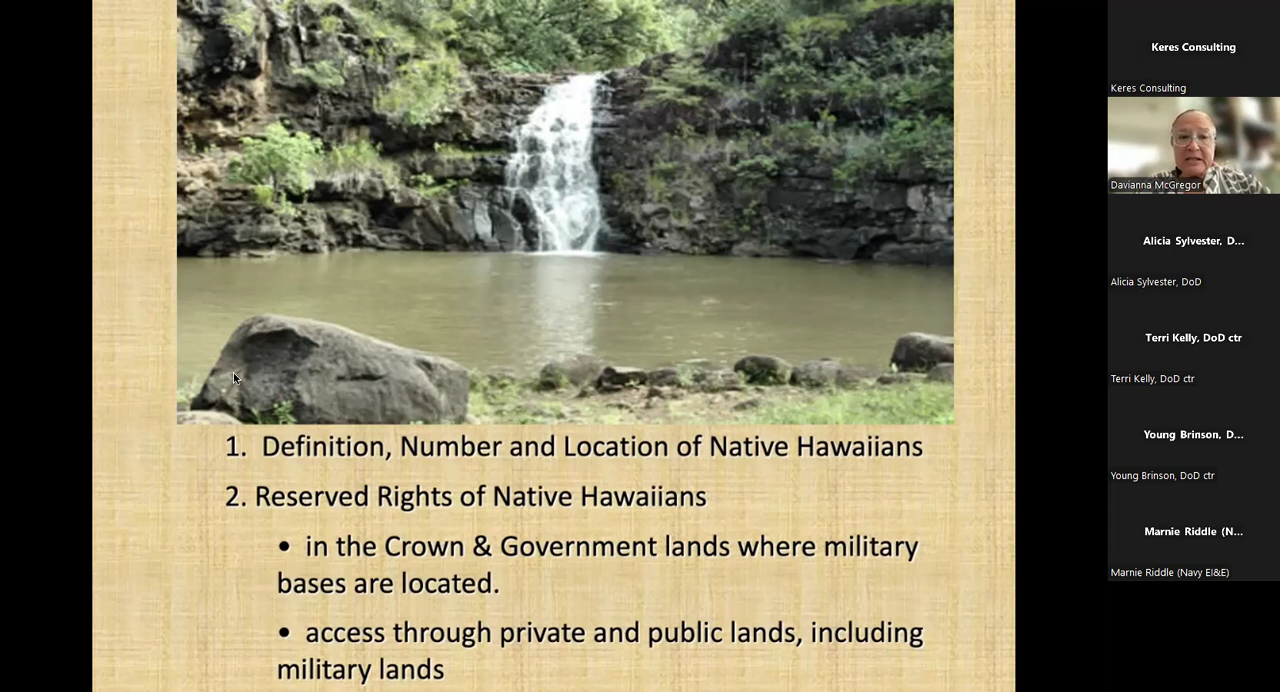 1. Definition, Number and Location of Native Hawaiians
2. Reserved Rights of Native Hawaiians
• in the Crown & Government lands where military
bases are located.
• access through private and public lands, including
military lands
Keres Consulting
Keres Consulting
Davianna McGregor
Alicia Sylvester, D...
Alicia Sylvester, DoD
Terri Kelly, DoD ctr
Terri Kelly, DoD ctr
Young Brinson, D...
Young Brinson, DoD ctr
Marnie Riddle (N...
Marnie Riddle (Navy EI&E)